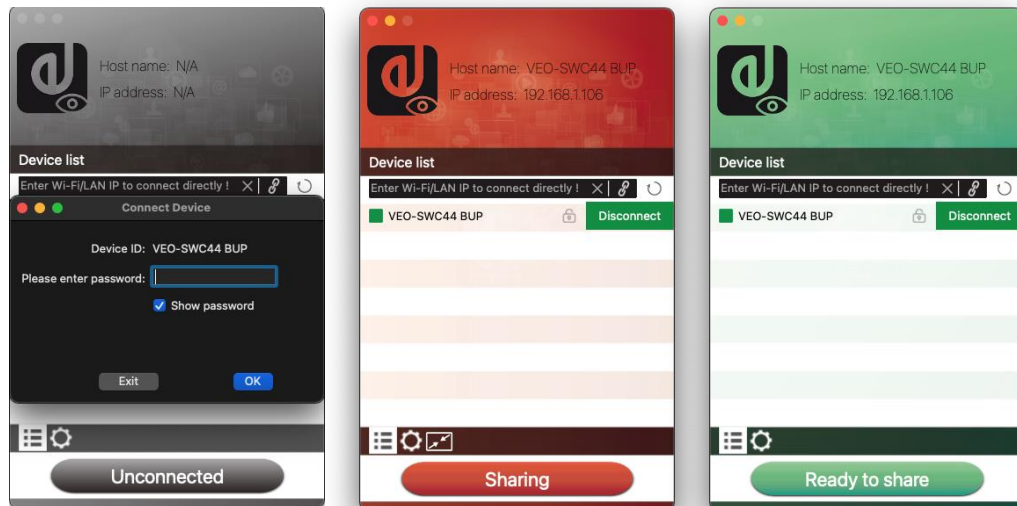 Host name: N/A
IP address: N/A
Device list
Enter Wi-Fi/LAN IP to connect directly !
Connect Device
Device ID: VEO-SWC44 BUP
Please enter password:
Show password
Exit
OK
Unconnected
Host name: VEO-SWC44 BUP
IP address: 192.168.1.106
Device list
Enter Wi-Fi/LAN IP to connect directly !
VEO-SWC44 BUP
Disconnect
Sharing
Host name: VEO-SWC44 BUP
IP address: 192.168.1.106
Device list
Enter Wi-Fi/LAN IP to connect directly !
VEO-SWC44 BUP
Disconnect
Ready to share